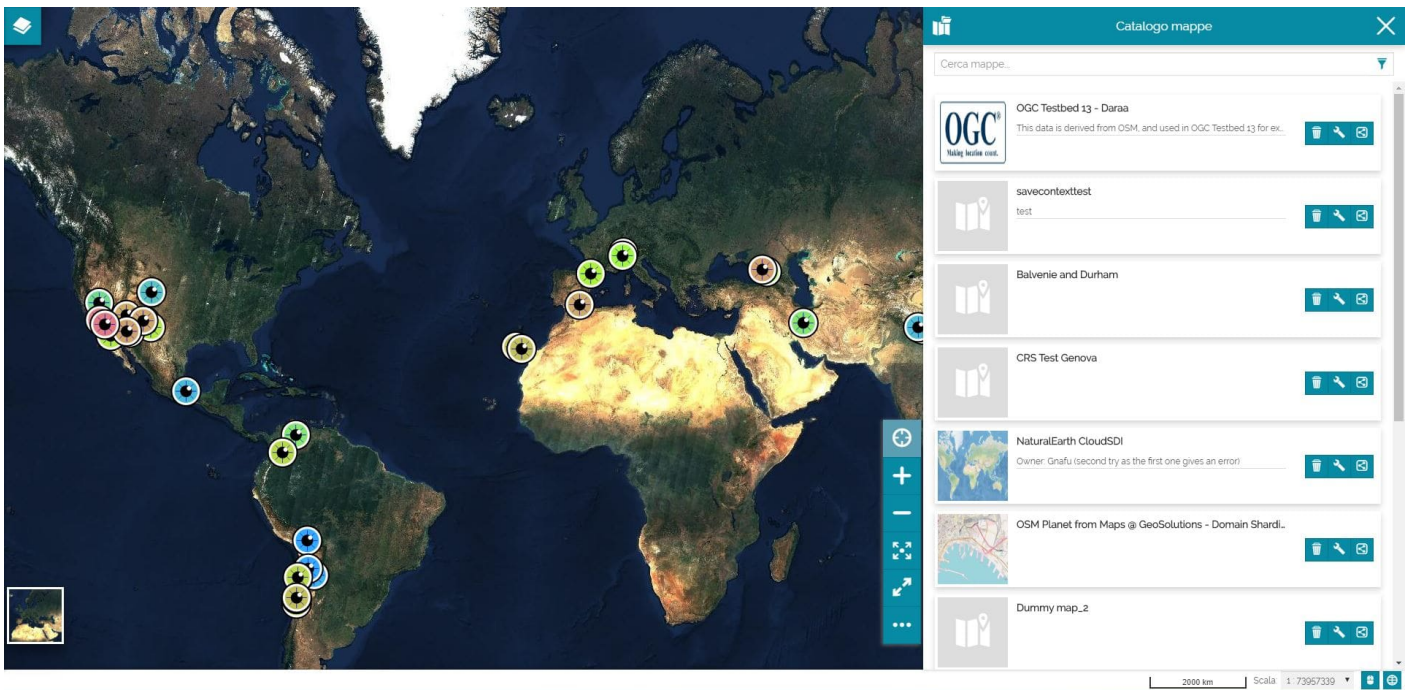 Catalogo mappe
Cerca mappe...
OGC Testbed 13 - Daraa
OGC®
Making location count.
This data is derived from OSM, and used in OGC Testbed 13 for ex...
savecontexttest
test
Balvenie and Durham
CRS Test Genova
NaturalEarth CloudSDI
Owner: Gnafu (second try as the first one gives an error)
OSM Planet from Maps @ GeoSolutions - Domain Shardi...
Dummy map_2
2000 km
Scala: 1 : 73957339